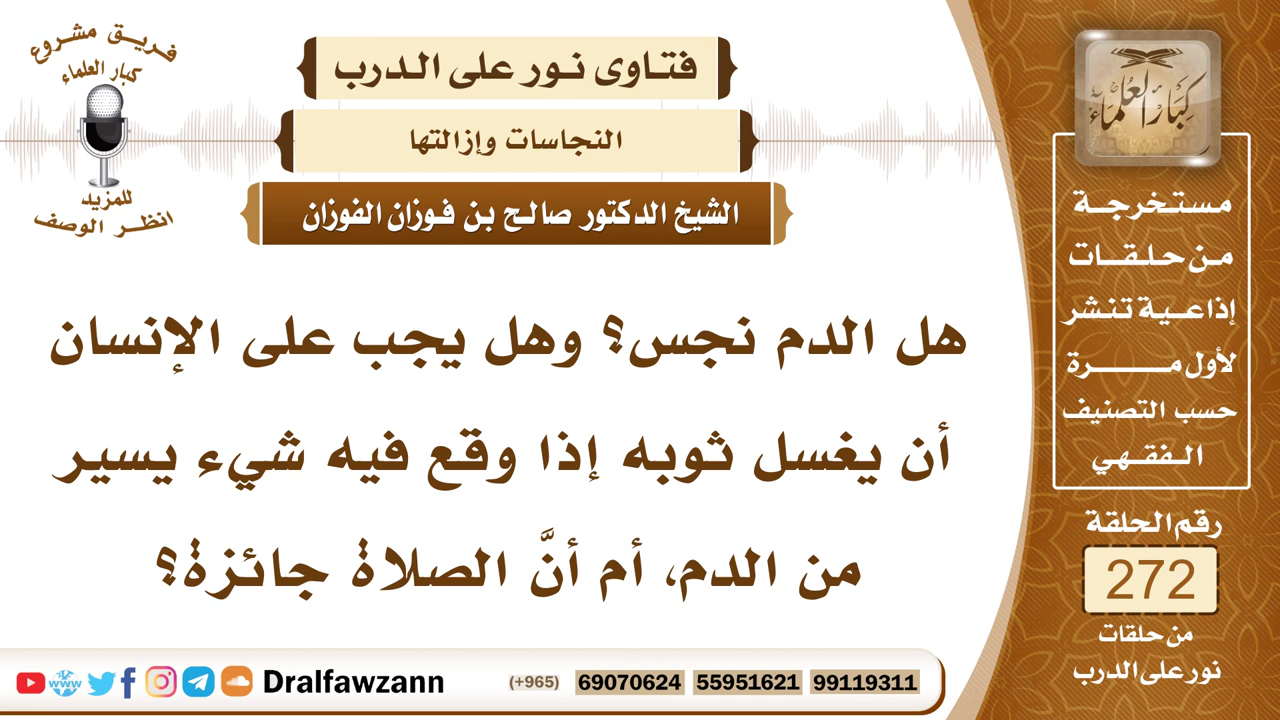 فريق مشروع
كبار العلماء
للمزيد
انظر الوصف
فتاوى نور على الدرب
النجاسات وإزالتها
الشيخ الدكتور صالح بن فوزان الفوزان
هل الدم نجس؟ وهل يجب على الإنسان
أن يغسل ثوبه إذا وقع فيه شيء يسير
من الدم، أم أنَّ الصلاة جائزة؟
كبار العلماء
مستخرجة
من حلقات
إذاعية تنشر
لأول مرة
حسب التصنيف
الفقهي
رقم الحلقة
272
من حلقات
نور على الدرب
www
Dralfawzann (+965) 69070624 55951621 99119311